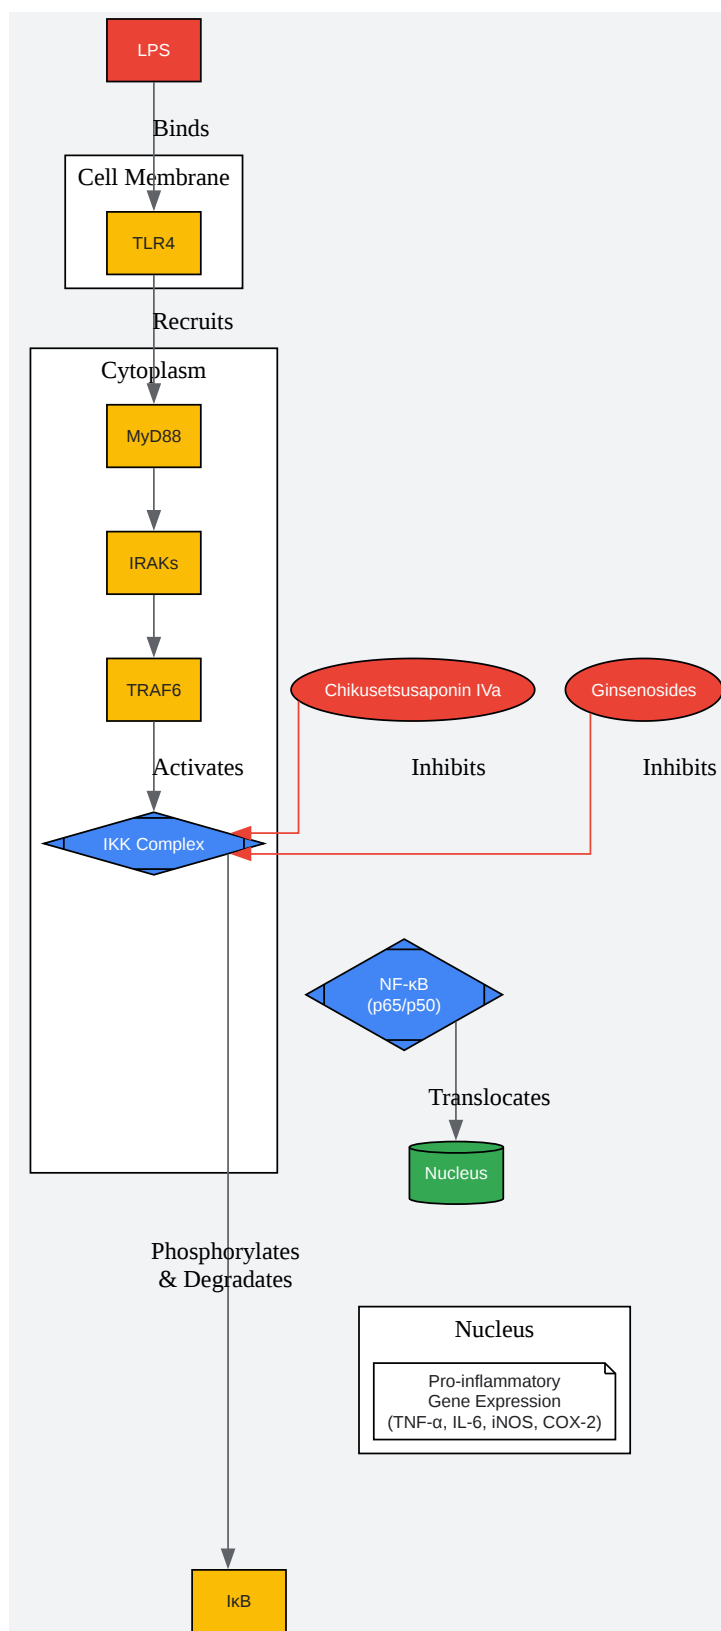 LPS
Binds
Cell Membrane
TLR4
Recruits
Cytoplasm
MyD88
IRAKs
TRAF6
Chikusetsusaponin IVa
Ginsenosides
Activates
Inhibits
Inhibits
IKK Complex
NF-κB
(p65/p50)
Translocates
Nucleus
Phosphorylates
& Degradates
Nucleus
Pro-inflammatory
Gene Expression
(TNF-α, IL-6, iNOS, COX-2)
IκB